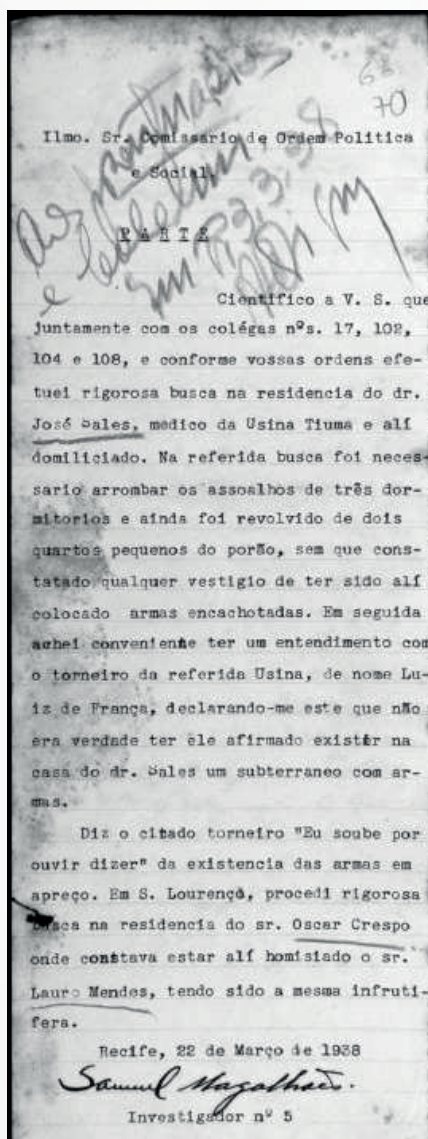 68
70
Ilmo. Sr. Comissario de Ordem Politica
e Social.
P A R T E
e boletim.
Em 23.3.38
Cientifico a V. S. que
juntamente com os colégas nºs. 17, 102,
104 e 108, e conforme vossas ordens efe-
tuei rigorosa busca na residencia do dr.
José Sales, medico da Usina Tiuma e alí
domiliciado. Na referida busca foi neces-
sario arrombar os assoalhos de três dor-
mitorios e ainda foi revolvido de dois
quartos pequenos do porão, sem que cons-
tatado qualquer vestigio de ter sido alí
colocado armas encachotadas. Em seguida
achei conveniente ter um entendimento com
o torneiro da referida Usina, de nome Lu-
iz de França, declarando-me este que não
era verdade ter ele afirmado existir na
casa do dr. Sales um subterraneo com ar-
mas.
Diz o citado torneiro "Eu soube por
ouvir dizer" da existencia das armas em
apreço. Em S. Lourençô, procedi rigorosa
busca na residencia do sr. Oscar Crespo
onde constava estar alí homisiado o sr.
Lauro Mendes, tendo sido a mesma infruti-
fera.
Recife, 22 de Março de 1938
Samuel Magalhães.
Investigador nº 5